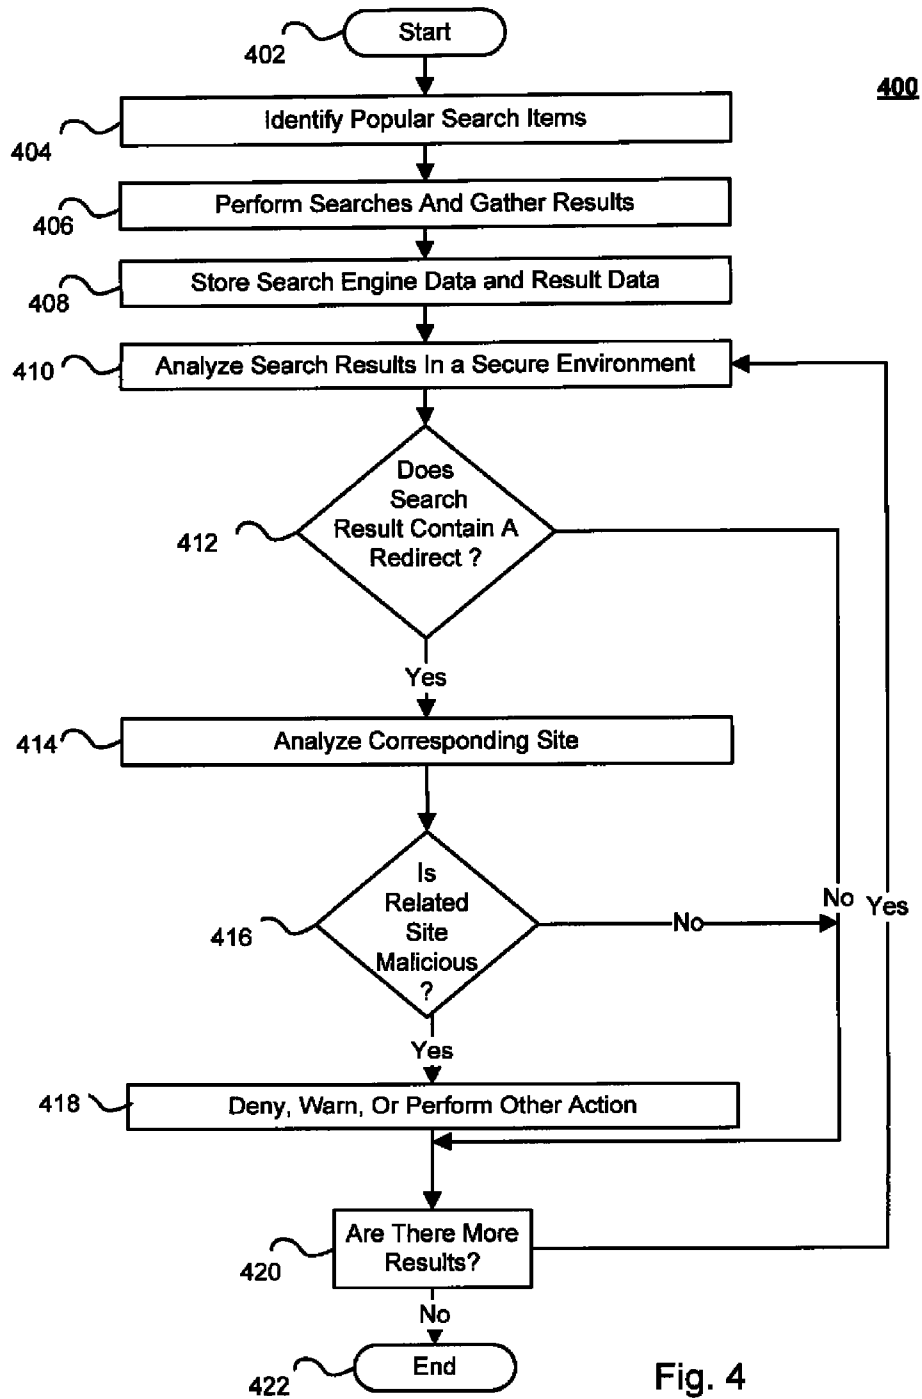 Start
402
400
Identify Popular Search Items
404
Perform Searches And Gather Results
406
Store Search Engine Data and Result Data
408
Analyze Search Results In a Secure Environment
410
Does
Search
Result Contain A
Redirect ?
412
Yes
Analyze Corresponding Site
414
Is
Related
Site
Malicious
?
416
No
No
Yes
Yes
Deny, Warn, Or Perform Other Action
418
Are There More
Results?
420
No
End
422
Fig. 4